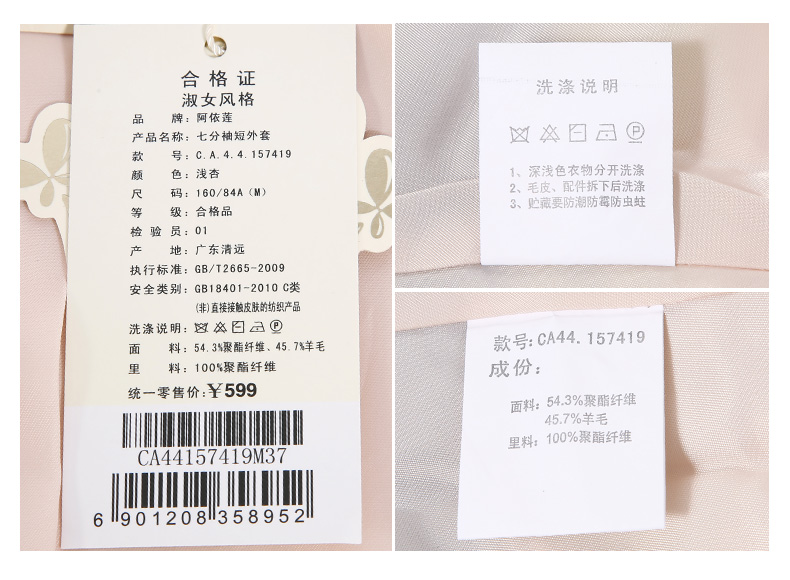 合格证
淑女风格
品 牌：阿依莲
产品名称：七分袖短外套
款 号：C.A.4.4.157419
颜 色：浅杏
尺 码：160/84A（M）
等 级：合格品
检 验 员：01
产 地：广东清远
执行标准：GB/T2665-2009
安全类别：GB18401-2010 C类
(非)直接接触皮肤的纺织产品
洗涤说明：
面 料：54.3%聚酯纤维、45.7%羊毛
里 料：100%聚酯纤维
统一零售价：¥599
CA44157419M37
6 901208 358952
洗涤说明
P
1、深浅色衣物分开洗涤
2、毛皮、配件拆下后洗涤
3、贮藏要防潮防霉防虫蛀
款号：CA44.157419
成份：
面料：54.3%聚酯纤维
45.7%羊毛
里料：100%聚酯纤维